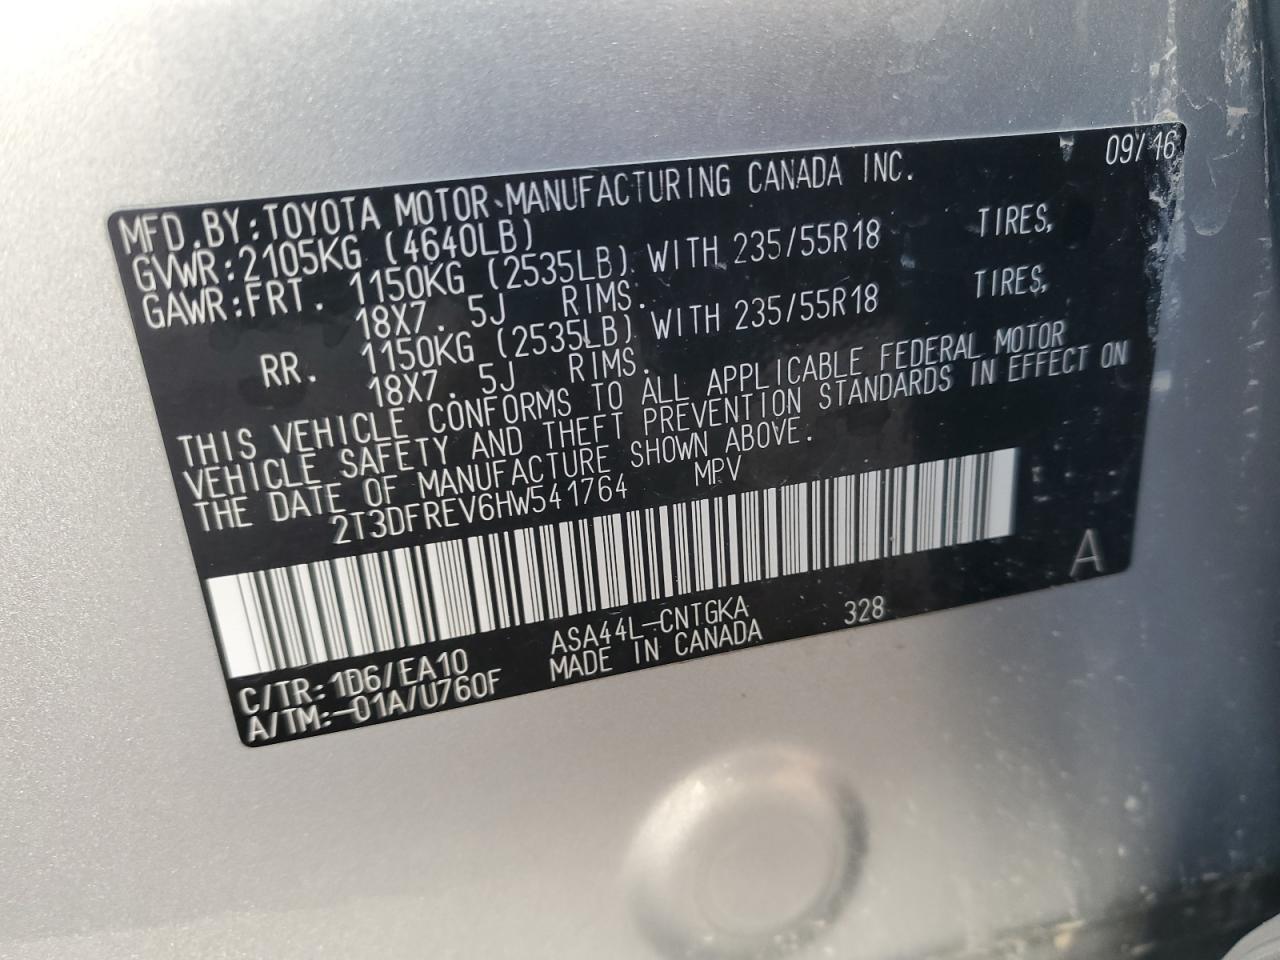 09/16
MFD.BY:TOYOTA MOTOR MANUFACTURING CANADA INC.
GVWR:2105KG (4640LB)
GAWR:FRT. 1150KG (2535LB) WITH 235/55R18 TIRES,
18X7.5J RIMS.
RR. 1150KG (2535LB) WITH 235/55R18 TIRES,
18X7.5J RIMS.
THIS VEHICLE CONFORMS TO ALL APPLICABLE FEDERAL MOTOR
VEHICLE SAFETY AND THEFT PREVENTION STANDARDS IN EFFECT ON
THE DATE OF MANUFACTURE SHOWN ABOVE.
2T3DFREV6HW541764 MPV
A
C/TR:1D6/EA10 ASA44L-CNTGKA 328
A/TM:-01A/U760F MADE IN CANADA